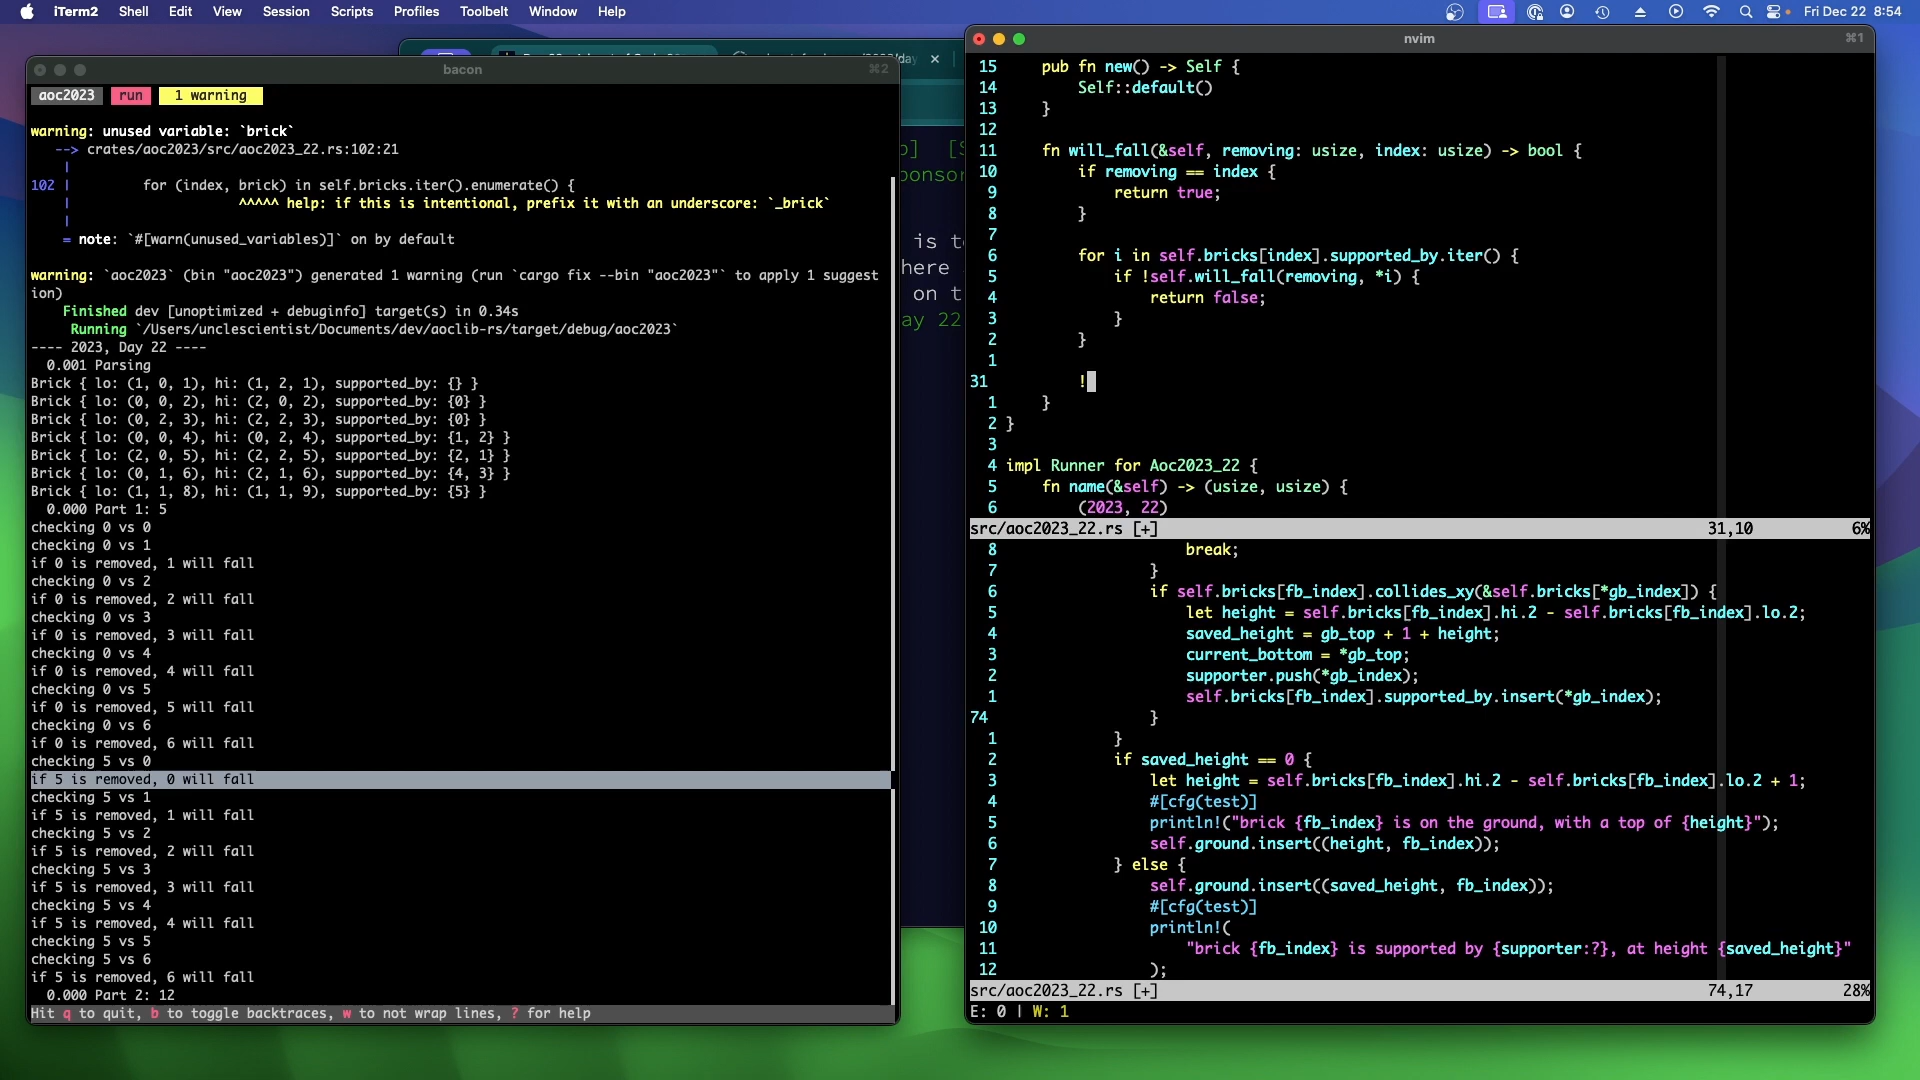 iTerm2 Shell Edit View Session Scripts Profiles Toolbelt Window Help Fri Dec 22 8:54
bacon ⌘2
aoc2023 run 1 warning
warning: unused variable: `brick`
--> crates/aoc2023/src/aoc2023_22.rs:102:21
|
102 | for (index, brick) in self.bricks.iter().enumerate() {
| ^^^^^ help: if this is intentional, prefix it with an underscore: `_brick`
|
= note: `#[warn(unused_variables)]` on by default
warning: `aoc2023` (bin "aoc2023") generated 1 warning (run `cargo fix --bin "aoc2023"` to apply 1 suggest
ion)
Finished dev [unoptimized + debuginfo] target(s) in 0.34s
Running `/Users/unclescientist/Documents/dev/aoclib-rs/target/debug/aoc2023`
---- 2023, Day 22 ----
0.001 Parsing
Brick { lo: (1, 0, 1), hi: (1, 2, 1), supported_by: {} }
Brick { lo: (0, 0, 2), hi: (2, 0, 2), supported_by: {0} }
Brick { lo: (0, 2, 3), hi: (2, 2, 3), supported_by: {0} }
Brick { lo: (0, 0, 4), hi: (0, 2, 4), supported_by: {1, 2} }
Brick { lo: (2, 0, 5), hi: (2, 2, 5), supported_by: {2, 1} }
Brick { lo: (0, 1, 6), hi: (2, 1, 6), supported_by: {4, 3} }
Brick { lo: (1, 1, 8), hi: (1, 1, 9), supported_by: {5} }
0.000 Part 1: 5
checking 0 vs 0
checking 0 vs 1
if 0 is removed, 1 will fall
checking 0 vs 2
if 0 is removed, 2 will fall
checking 0 vs 3
if 0 is removed, 3 will fall
checking 0 vs 4
if 0 is removed, 4 will fall
checking 0 vs 5
if 0 is removed, 5 will fall
checking 0 vs 6
if 0 is removed, 6 will fall
checking 5 vs 0
if 5 is removed, 0 will fall
checking 5 vs 1
if 5 is removed, 1 will fall
checking 5 vs 2
if 5 is removed, 2 will fall
checking 5 vs 3
if 5 is removed, 3 will fall
checking 5 vs 4
if 5 is removed, 4 will fall
checking 5 vs 5
checking 5 vs 6
if 5 is removed, 6 will fall
0.000 Part 2: 12
Hit q to quit, b to toggle backtraces, w to not wrap lines, ? for help
is t
here
on t
ay 22
nvim ⌘1
15 pub fn new() -> Self {
14 Self::default()
13 }
12
11 fn will_fall(&self, removing: usize, index: usize) -> bool {
10 if removing == index {
9 return true;
8 }
7
6 for i in self.bricks[index].supported_by.iter() {
5 if !self.will_fall(removing, *i) {
4 return false;
3 }
2 }
1
31 !
1 }
2 }
3
4 impl Runner for Aoc2023_22 {
5 fn name(&self) -> (usize, usize) {
6 (2023, 22)
src/aoc2023_22.rs [+] 31,10 6%
8 break;
7 }
6 if self.bricks[fb_index].collides_xy(&self.bricks[*gb_index]) {
5 let height = self.bricks[fb_index].hi.2 - self.bricks[fb_index].lo.2;
4 saved_height = gb_top + 1 + height;
3 current_bottom = *gb_top;
2 supporter.push(*gb_index);
1 self.bricks[fb_index].supported_by.insert(*gb_index);
74 }
1 }
2 if saved_height == 0 {
3 let height = self.bricks[fb_index].hi.2 - self.bricks[fb_index].lo.2 + 1;
4 #[cfg(test)]
5 println!("brick {fb_index} is on the ground, with a top of {height}");
6 self.ground.insert((height, fb_index));
7 } else {
8 self.ground.insert((saved_height, fb_index));
9 #[cfg(test)]
10 println!(
11 "brick {fb_index} is supported by {supporter:?}, at height {saved_height}"
12 );
src/aoc2023_22.rs [+] 74,17 28%
E: 0 | W: 1